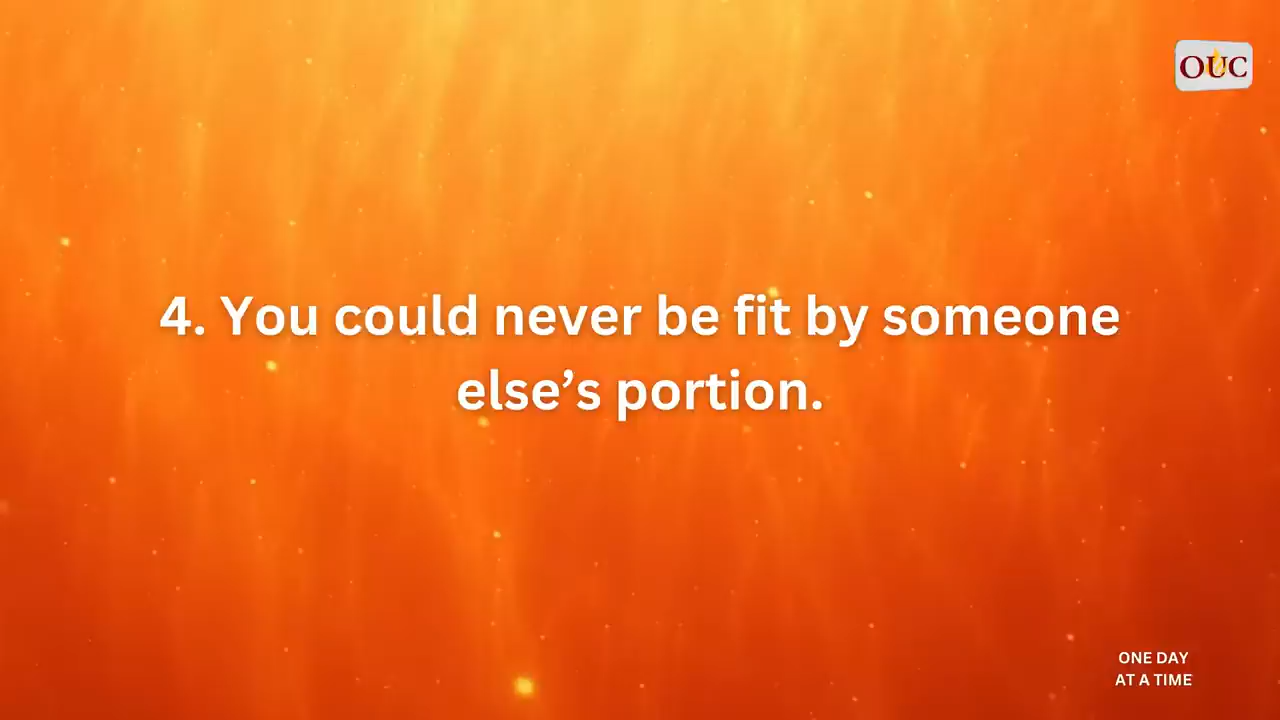 OUC
4. You could never be fit by someone
else’s portion.
ONE DAY
AT A TIME